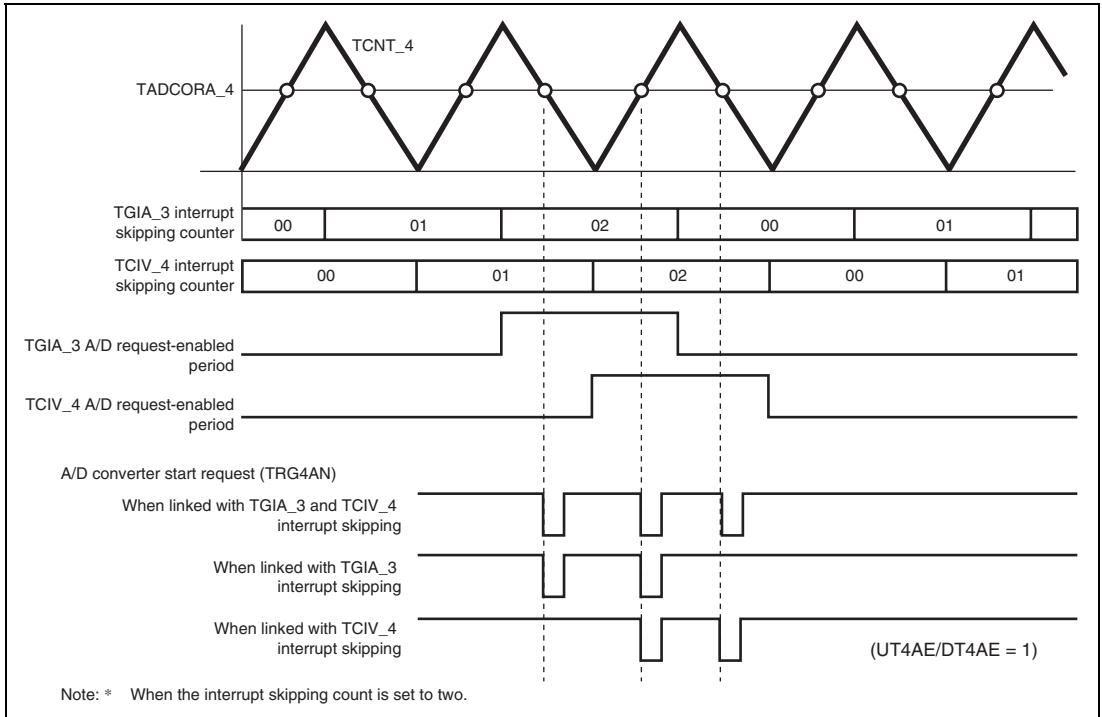 TCNT_4
TADCORA_4
TGIA_3 interrupt
skipping counter
00
01
02
00
01
TCIV_4 interrupt
skipping counter
00
01
02
00
01
TGIA_3 A/D request-enabled
period
TCIV_4 A/D request-enabled
period
A/D converter start request (TRG4AN)
When linked with TGIA_3 and TCIV_4
interrupt skipping
When linked with TGIA_3
interrupt skipping
When linked with TCIV_4
interrupt skipping
(UT4AE/DT4AE = 1)
Note: * When the interrupt skipping count is set to two.